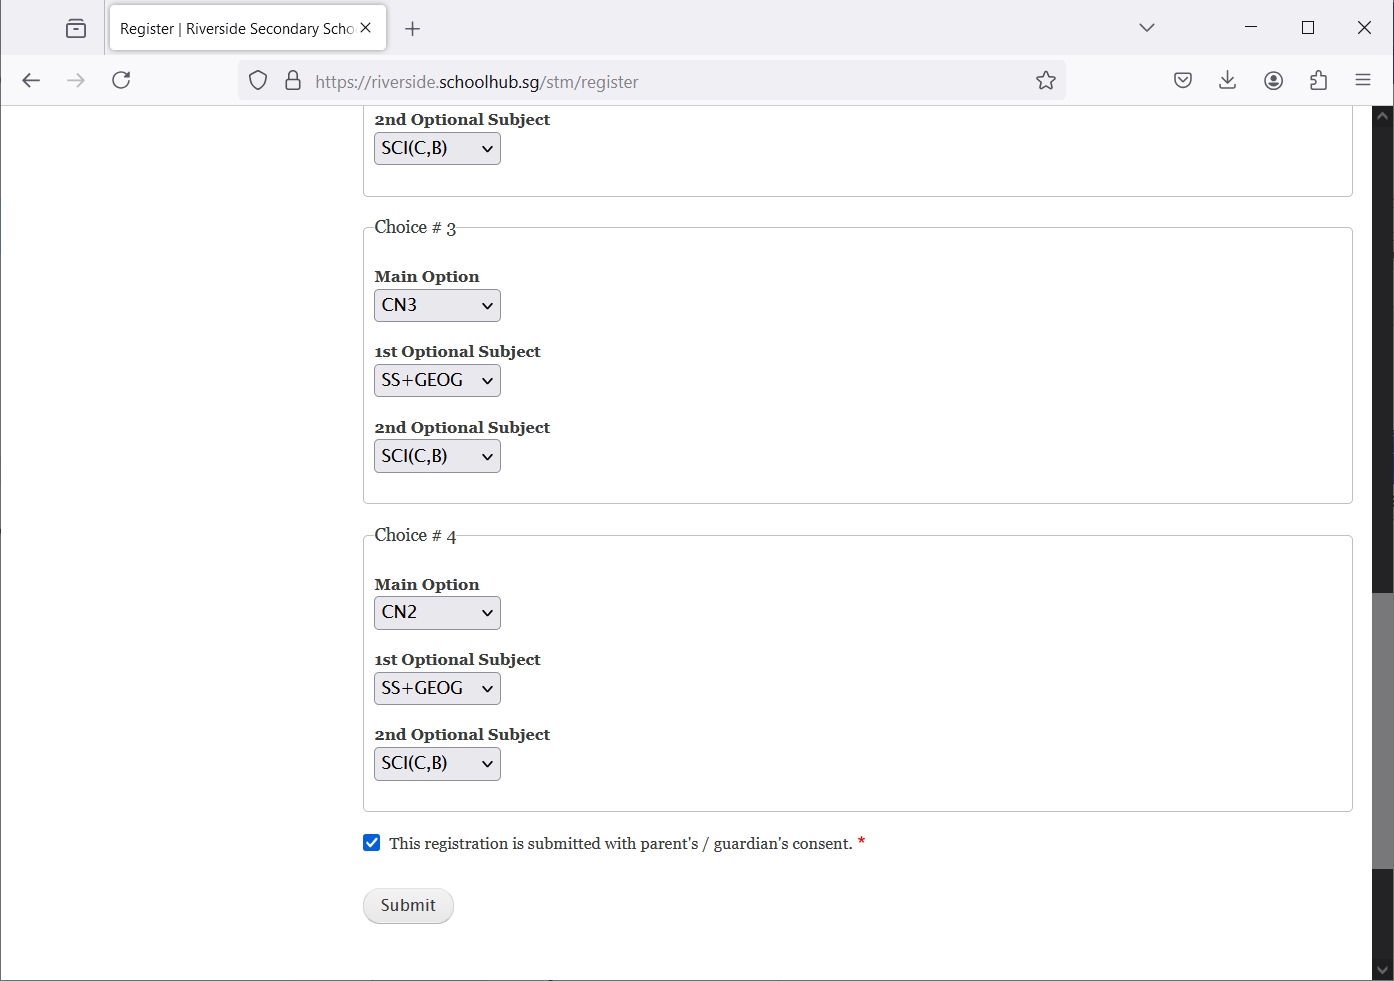 Register | Riverside Secondary Scho
https://riverside.schoolhub.sg/stm/register
2nd Optional Subject
SCI(C,B)
Choice # 3
Main Option
CN3
1st Optional Subject
SS+GEOG
2nd Optional Subject
SCI(C,B)
Choice # 4
Main Option
CN2
1st Optional Subject
SS+GEOG
2nd Optional Subject
SCI(C,B)
This registration is submitted with parent's / guardian's consent. *
Submit